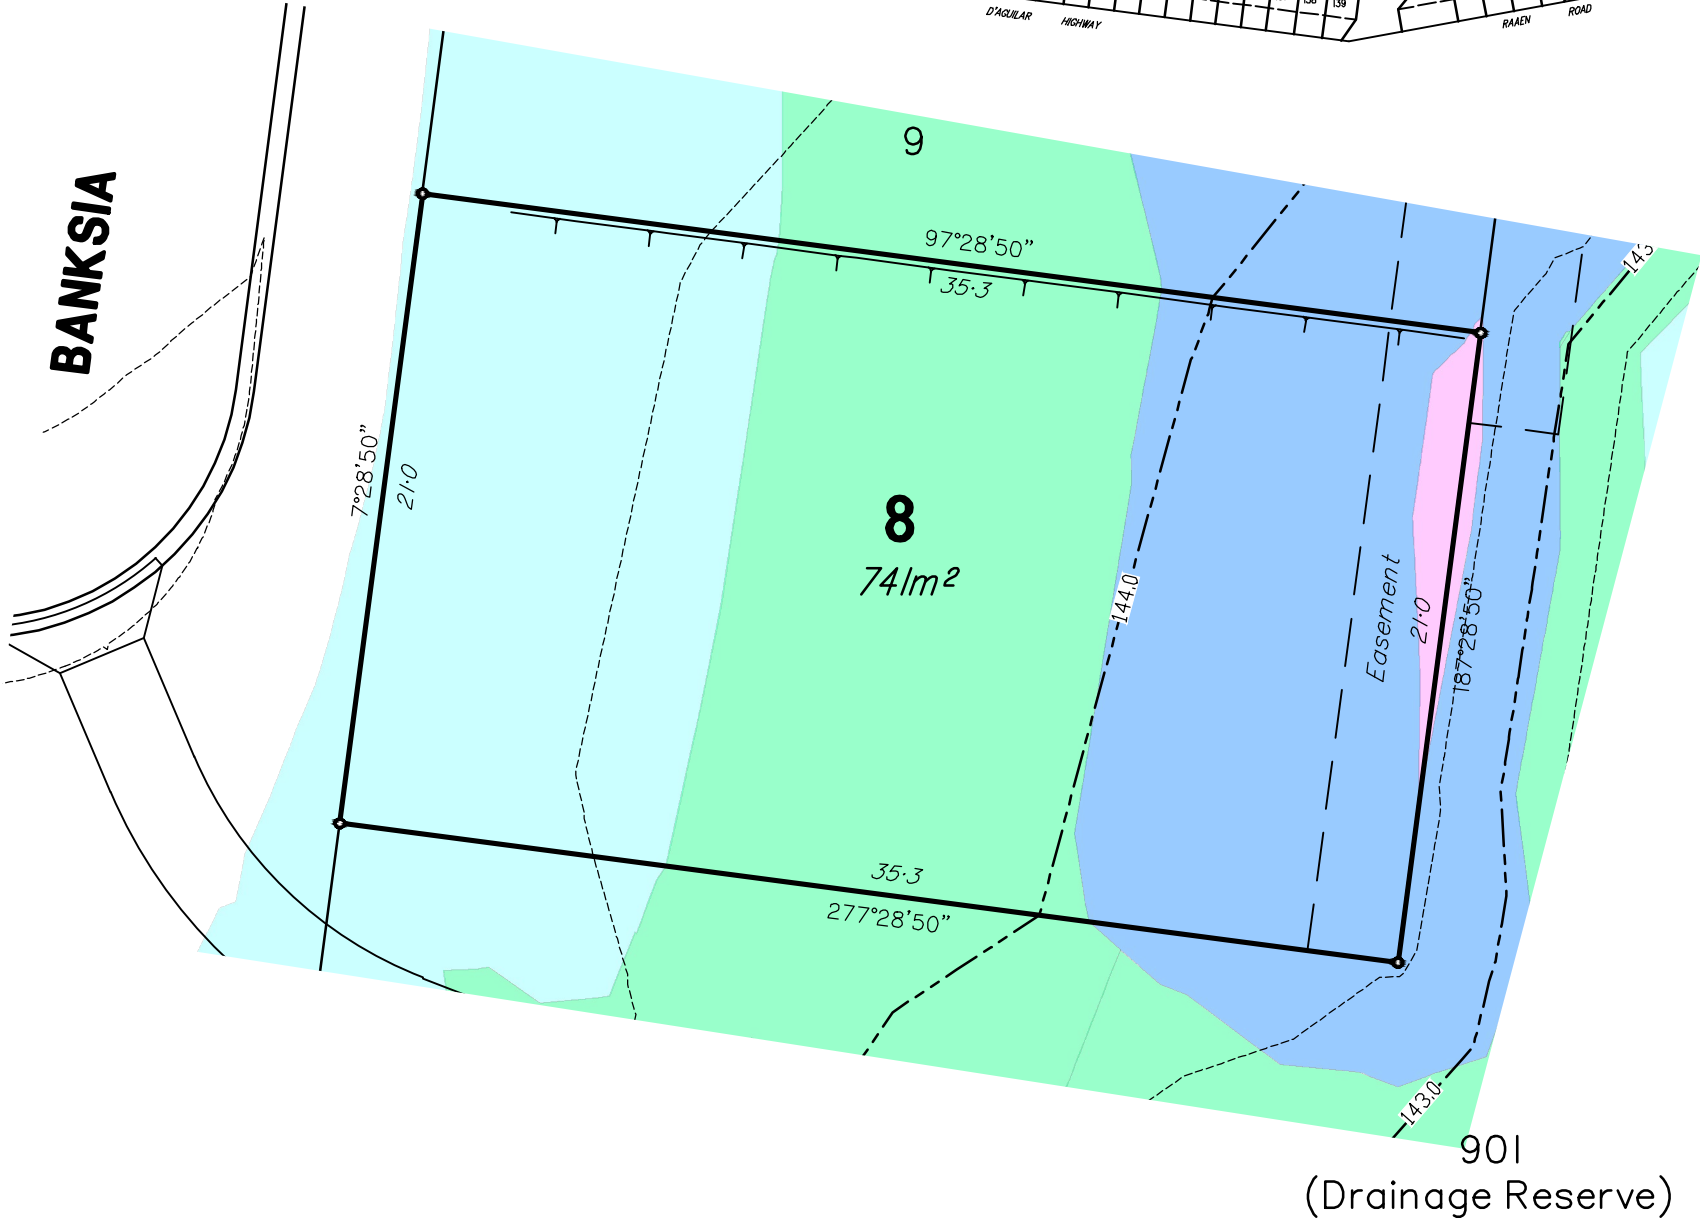 139
D'AGUILAR HIGHWAY
RAAEN ROAD
BANKSIA
9
97°28'50"
35·3
7°28'50"
21·0
8
741m²
144.0
Easement
21·0
187°28'50"
35·3
277°28'50"
143.0
901
(Drainage Reserve)